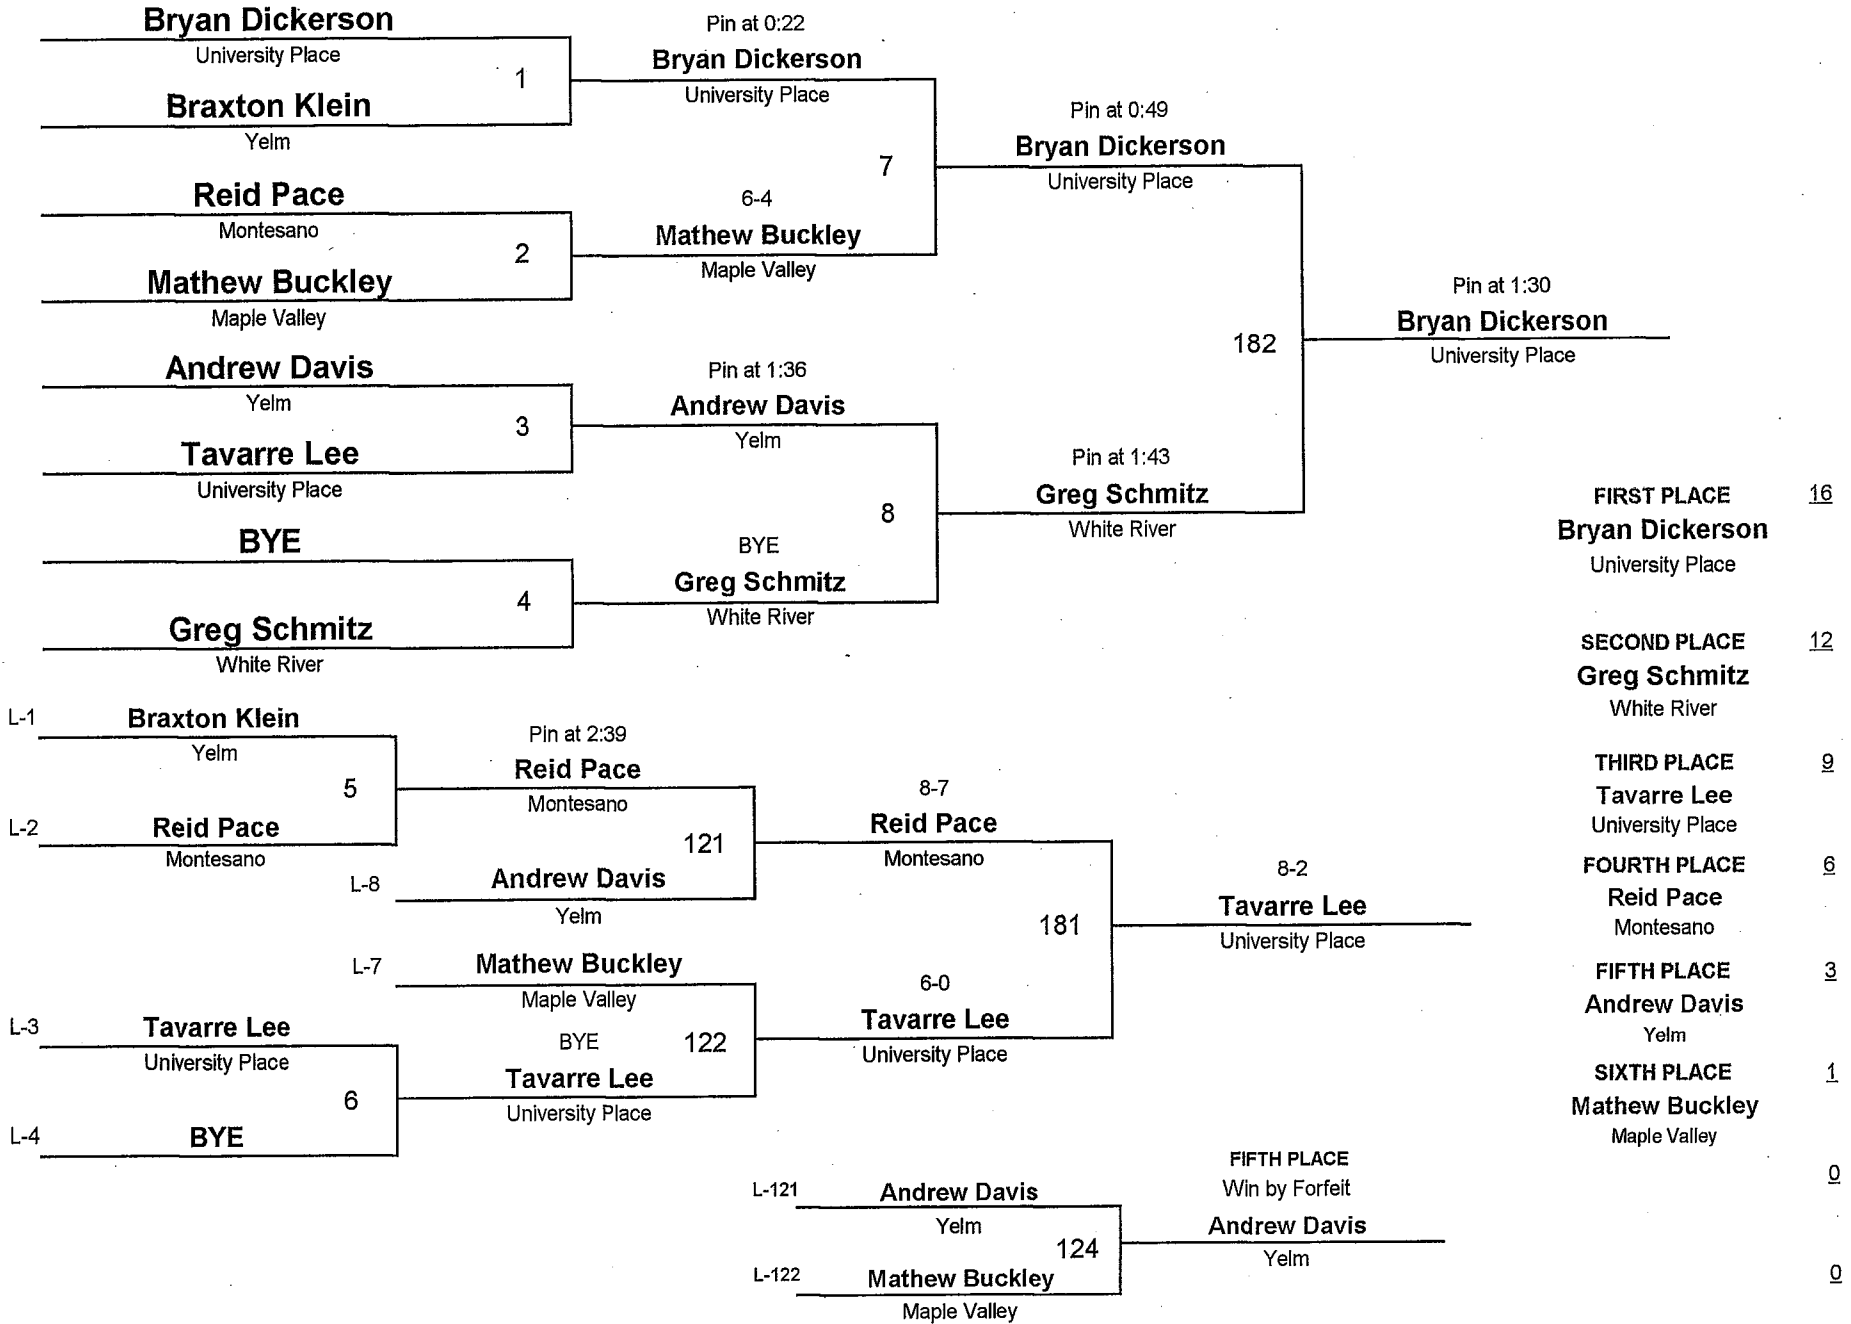 Bryan Dickerson
University Place
1
Braxton Klein
Yelm
Reid Pace
Montesano
2
Mathew Buckley
Maple Valley
Andrew Davis
Yelm
3
Tavarre Lee
University Place
BYE
4
Greg Schmitz
White River
Pin at 0:22
Bryan Dickerson
University Place
7
6-4
Mathew Buckley
Maple Valley
Pin at 1:36
Andrew Davis
Yelm
8
BYE
Greg Schmitz
White River
Pin at 0:49
Bryan Dickerson
University Place
182
Pin at 1:43
Greg Schmitz
White River
Pin at 1:30
Bryan Dickerson
University Place
L-1
Braxton Klein
Yelm
5
L-2
Reid Pace
Montesano
L-3
Tavarre Lee
University Place
6
L-4
BYE
Pin at 2:39
Reid Pace
Montesano
121
L-8
Andrew Davis
Yelm
L-7
Mathew Buckley
Maple Valley
BYE
122
Tavarre Lee
University Place
8-7
Reid Pace
Montesano
181
6-0
Tavarre Lee
University Place
8-2
Tavarre Lee
University Place
L-121
Andrew Davis
Yelm
124
L-122
Mathew Buckley
Maple Valley
FIFTH PLACE
Win by Forfeit
Andrew Davis
Yelm
FIRST PLACE 16
Bryan Dickerson
University Place
SECOND PLACE 12
Greg Schmitz
White River
THIRD PLACE 9
Tavarre Lee
University Place
FOURTH PLACE 6
Reid Pace
Montesano
FIFTH PLACE 3
Andrew Davis
Yelm
SIXTH PLACE 1
Mathew Buckley
Maple Valley
0
0